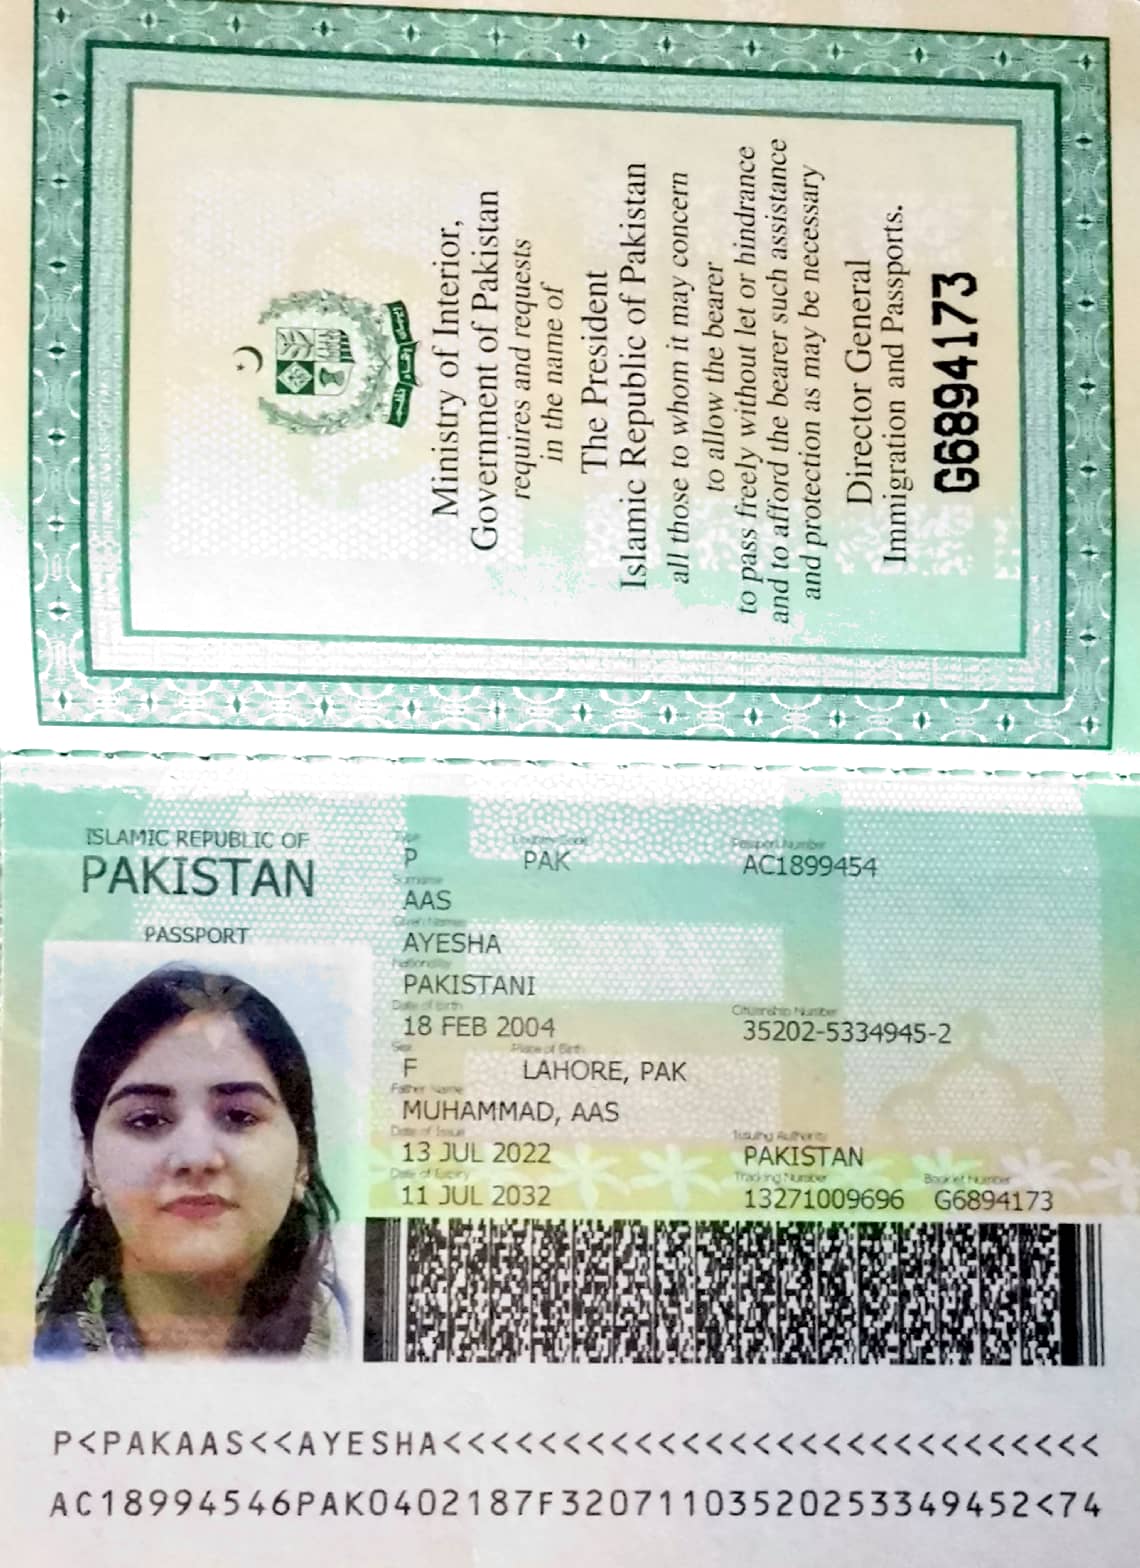 Ministry of Interior,
Government of Pakistan
requires and requests
in the name of
The President
Islamic Republic of Pakistan
all those to whom it may concern
to allow the bearer
to pass freely without let or hindrance
and to afford the bearer such assistance
and protection as may be necessary
Director General
Immigration and Passports.
G6894173
ISLAMIC REPUBLIC OF
PAKISTAN
PASSPORT
Type Country Code Passport Number
P PAK AC1899454
Surname
AAS
Given Names
AYESHA
Nationality
PAKISTANI
Date of Birth Citizenship Number
18 FEB 2004 35202-5334945-2
Sex Place of Birth
F LAHORE, PAK
Father Name
MUHAMMAD, AAS
Date of Issue Issuing Authority
13 JUL 2022 PAKISTAN
Date of Expiry Tracking Number Booklet Number
11 JUL 2032 13271009696 G6894173
P<PAKAAS<<AYESHA<<<<<<<<<<<<<<<<<<<<<<<<<<<<
AC18994546PAK0402187F32071103520253349452<74